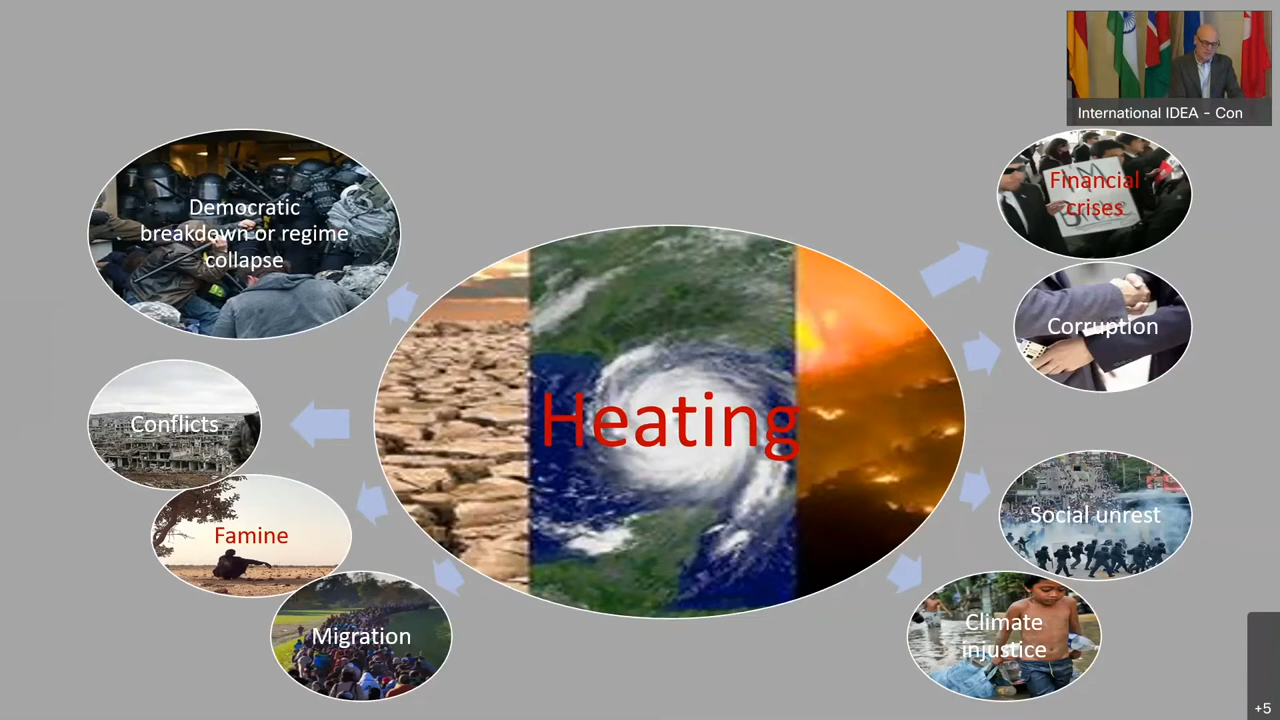 International IDEA - Con
Democratic
breakdown or regime
collapse
Financial
crises
Corruption
Heating
Conflicts
Social unrest
Famine
Climate
injustice
Migration
+5